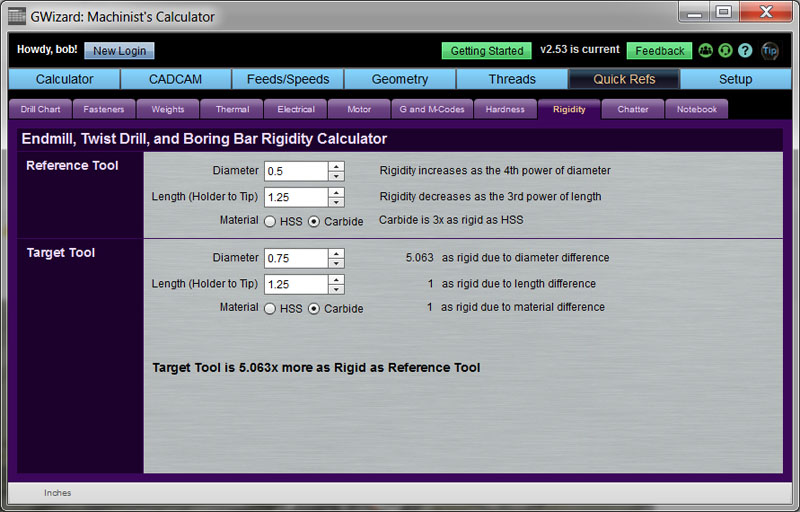 GWizard: Machinist's Calculator
Howdy, bob! New Login Getting Started v2.53 is current Feedback ? Tip
Calculator CADCAM Feeds/Speeds Geometry Threads Quick Refs Setup
Drill Chart Fasteners Weights Thermal Electrical Motor G and M-Codes Hardness Rigidity Chatter Notebook
Endmill, Twist Drill, and Boring Bar Rigidity Calculator
Reference Tool
Diameter 0.5 Rigidity increases as the 4th power of diameter
Length (Holder to Tip) 1.25 Rigidity decreases as the 3rd power of length
Material HSS Carbide Carbide is 3x as rigid as HSS
Target Tool
Diameter 0.75 5.063 as rigid due to diameter difference
Length (Holder to Tip) 1.25 1 as rigid due to length difference
Material HSS Carbide 1 as rigid due to material difference
Target Tool is 5.063x more as Rigid as Reference Tool
Inches